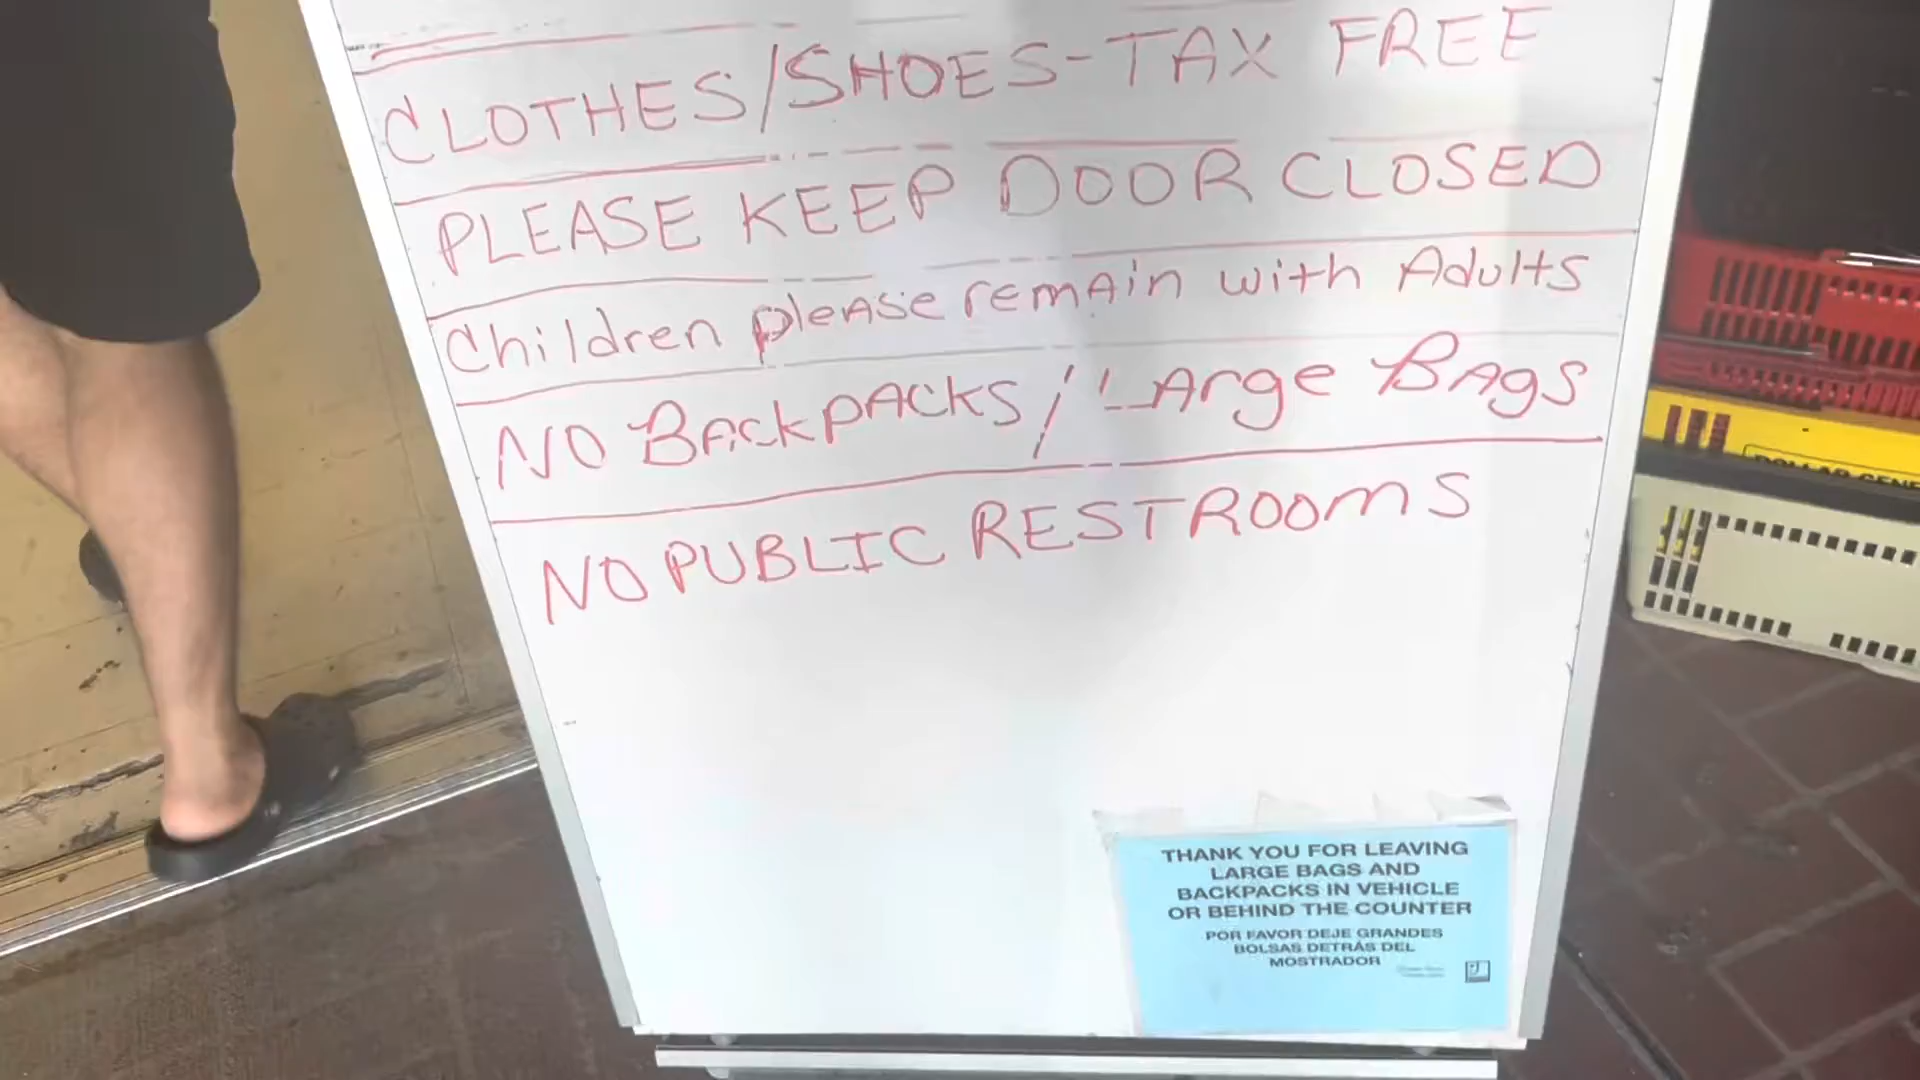 CLOTHES/SHOES-TAX FREE
PLEASE KEEP DOOR CLOSED
Children pleAse remAin with Adults
NO BAckpAcks/LArge BAgs
NO PUBLIC RESTROOmS
THANK YOU FOR LEAVING
LARGE BAGS AND
BACKPACKS IN VEHICLE
OR BEHIND THE COUNTER
POR FAVOR DEJE GRANDES
BOLSAS DETRÁS DEL
MOSTRADOR
DOLLAR GENE